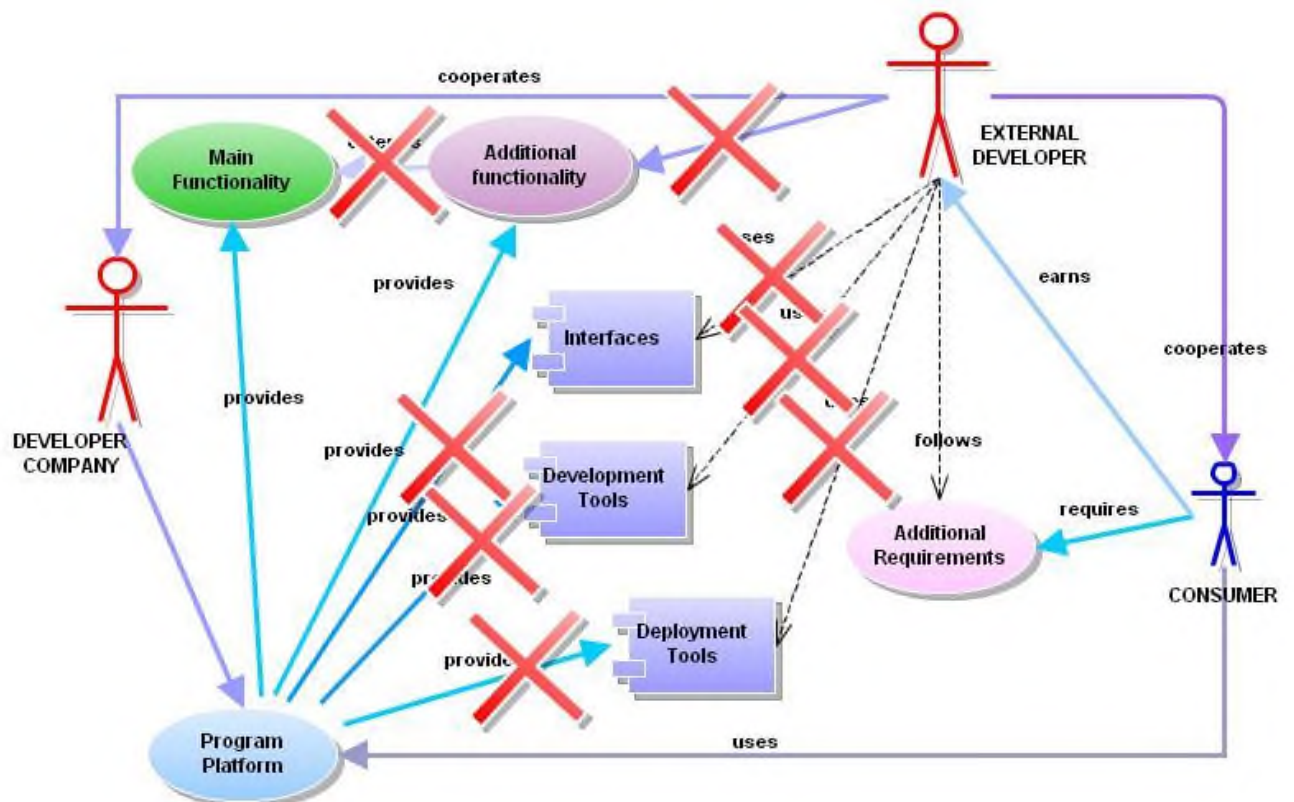 cooperates
EXTERNAL
DEVELOPER
Main
Functionality
Additional
functionality
provides
earns
Interfaces
cooperates
provides
DEVELOPER
COMPANY
provides
follows
Development
Tools
provides
requires
Additional
Requirements
provides
CONSUMER
Deployment
Tools
Program
Platform
uses